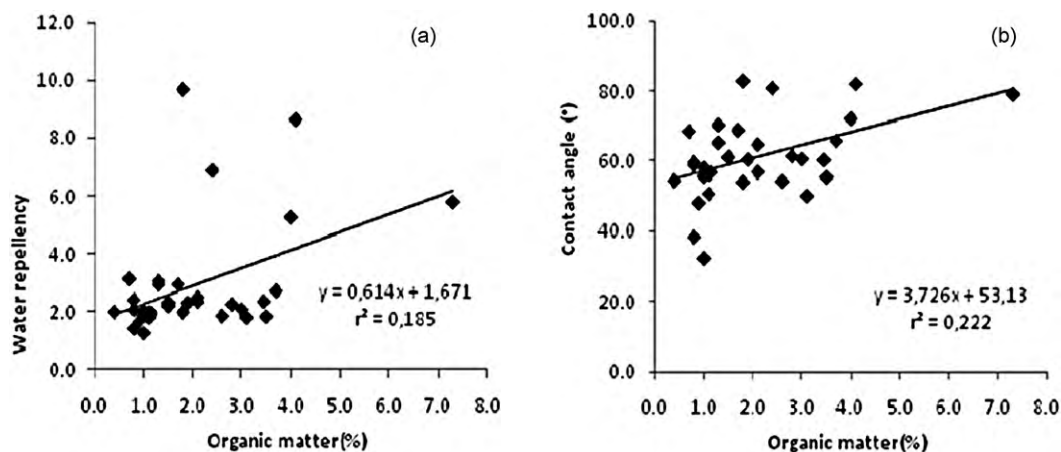 (a)
Water repellency
12.0
10.0
8.0
6.0
4.0
2.0
0.0
y = 0,614x + 1,671
r² = 0,185
0.0 1.0 2.0 3.0 4.0 5.0 6.0 7.0 8.0
Organic matter(%)
(b)
Contact angle (°)
100.0
80.0
60.0
40.0
20.0
0.0
y = 3,726x + 53,13
r² = 0,222
0.0 1.0 2.0 3.0 4.0 5.0 6.0 7.0 8.0
Organic matter(%)